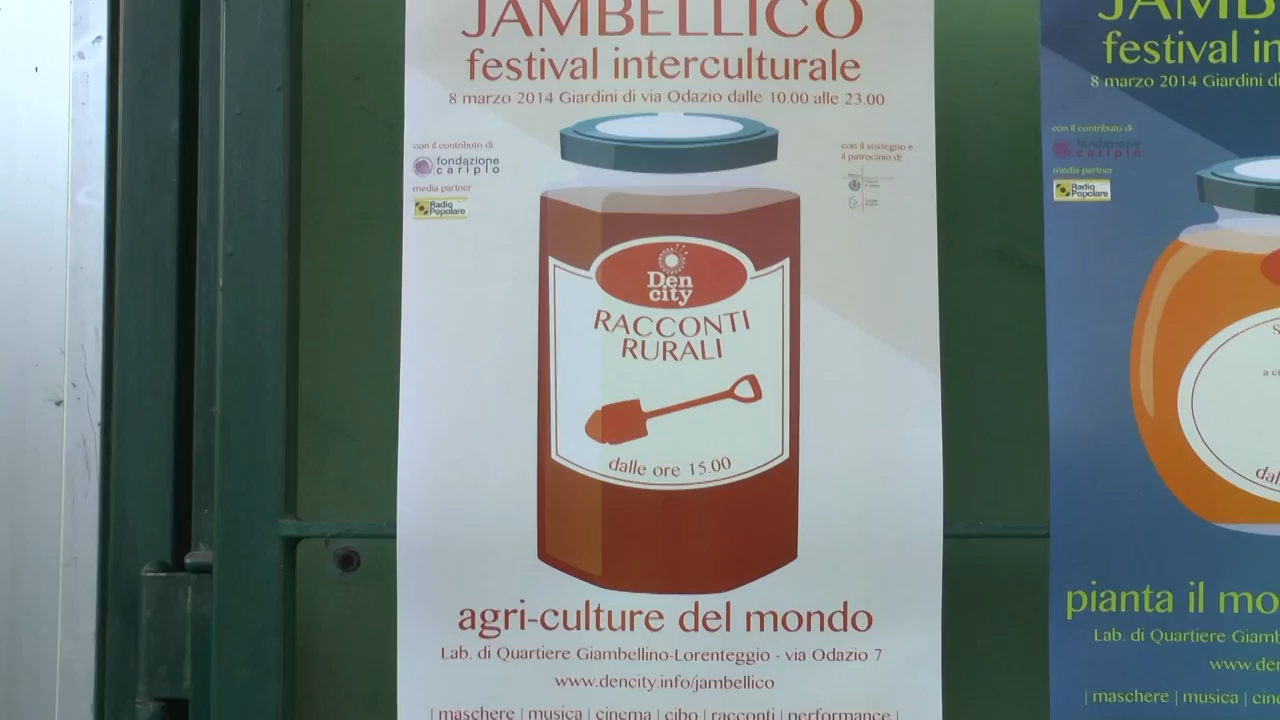 JAMBELLICO
festival interculturale
8 marzo 2014 Giardini di via Odazio dalle 10.00 alle 23.00
con il contributo di
fondazione
cariplo
media partner
Radio
Popolare
con il sostegno e
il patrocinio di:
Den
city
RACCONTI
RURALI
dalle ore 15.00
agri-culture del mondo
Lab. di Quartiere Giambellino-Lorenteggio - via Odazio 7
www.dencity.info/jambellico
| maschere | musica | cinema | cibo | racconti | performance |
JAMB
festival in
8 marzo 2014 Giardini di
con il contributo di
fondazione
cariplo
media partner
Radio
Popolare
pianta il mo
Lab. di Quartiere Giamb
www.den
| maschere | musica | cine